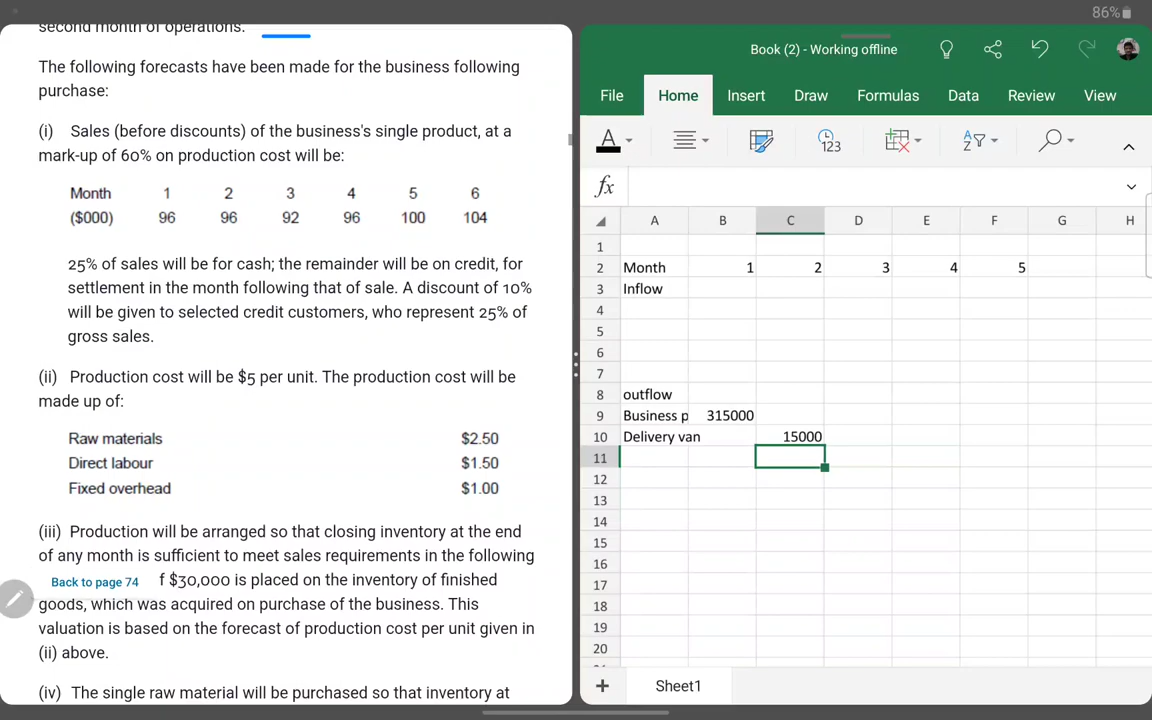 86%
second month of operations.
The following forecasts have been made for the business following
purchase:
(i) Sales (before discounts) of the business's single product, at a
mark-up of 60% on production cost will be:
Month 1 2 3 4 5 6
($000) 96 96 92 96 100 104
25% of sales will be for cash; the remainder will be on credit, for
settlement in the month following that of sale. A discount of 10%
will be given to selected credit customers, who represent 25% of
gross sales.
(ii) Production cost will be $5 per unit. The production cost will be
made up of:
Raw materials $2.50
Direct labour $1.50
Fixed overhead $1.00
(iii) Production will be arranged so that closing inventory at the end
of any month is sufficient to meet sales requirements in the following
Back to page 74 f $30,000 is placed on the inventory of finished
goods, which was acquired on purchase of the business. This
valuation is based on the forecast of production cost per unit given in
(ii) above.
(iv) The single raw material will be purchased so that inventory at
Book (2) - Working offline
File Home Insert Draw Formulas Data Review View
A 123 A Z
fx
A B C D E F G H
1
2 Month 1 2 3 4 5
3 Inflow
4
5
6
7
8 outflow
9 Business p 315000
10 Delivery van 15000
11
12
13
14
15
16
17
18
19
20
+ Sheet1